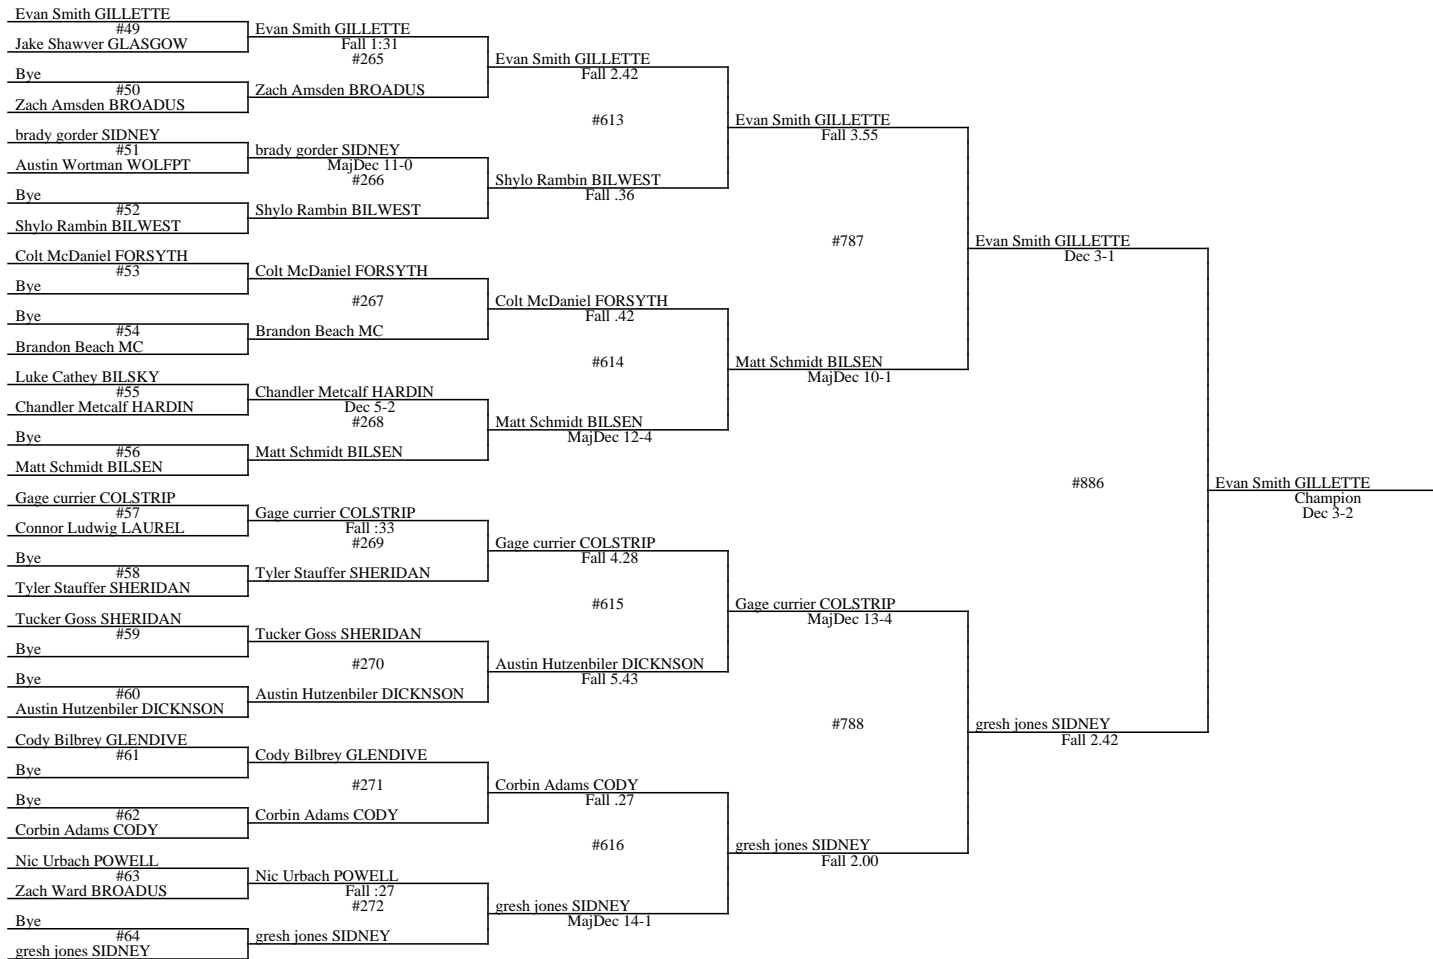 Evan Smith GILLETTE
#49
Jake Shawver GLASGOW
Bye
#50
Zach Amsden BROADUS
brady gorder SIDNEY
#51
Austin Wortman WOLFPT
Bye
#52
Shylo Rambin BILWEST
Colt McDaniel FORSYTH
#53
Bye
Bye
#54
Brandon Beach MC
Luke Cathey BILSKY
#55
Chandler Metcalf HARDIN
Bye
#56
Matt Schmidt BILSEN
Gage currier COLSTRIP
#57
Connor Ludwig LAUREL
Bye
#58
Tyler Stauffer SHERIDAN
Tucker Goss SHERIDAN
#59
Bye
Bye
#60
Austin Hutzenbiler DICKNSON
Cody Bilbrey GLENDIVE
#61
Bye
Bye
#62
Corbin Adams CODY
Nic Urbach POWELL
#63
Zach Ward BROADUS
Bye
#64
gresh jones SIDNEY
Evan Smith GILLETTE
Fall 1:31
#265
Zach Amsden BROADUS
brady gorder SIDNEY
MajDec 11-0
#266
Shylo Rambin BILWEST
Colt McDaniel FORSYTH
#267
Brandon Beach MC
Chandler Metcalf HARDIN
Dec 5-2
#268
Matt Schmidt BILSEN
Gage currier COLSTRIP
Fall :33
#269
Tyler Stauffer SHERIDAN
Tucker Goss SHERIDAN
#270
Austin Hutzenbiler DICKNSON
Cody Bilbrey GLENDIVE
#271
Corbin Adams CODY
Nic Urbach POWELL
Fall :27
#272
gresh jones SIDNEY
Evan Smith GILLETTE
Fall 2.42
#613
Shylo Rambin BILWEST
Fall .36
Colt McDaniel FORSYTH
Fall .42
#614
Matt Schmidt BILSEN
MajDec 12-4
Gage currier COLSTRIP
Fall 4.28
#615
Austin Hutzenbiler DICKNSON
Fall 5.43
Corbin Adams CODY
Fall .27
#616
gresh jones SIDNEY
MajDec 14-1
Evan Smith GILLETTE
Fall 3.55
#787
Matt Schmidt BILSEN
MajDec 10-1
Gage currier COLSTRIP
MajDec 13-4
#788
gresh jones SIDNEY
Fall 2.00
Evan Smith GILLETTE
Dec 3-1
#886
gresh jones SIDNEY
Fall 2.42
Evan Smith GILLETTE
Champion
Dec 3-2